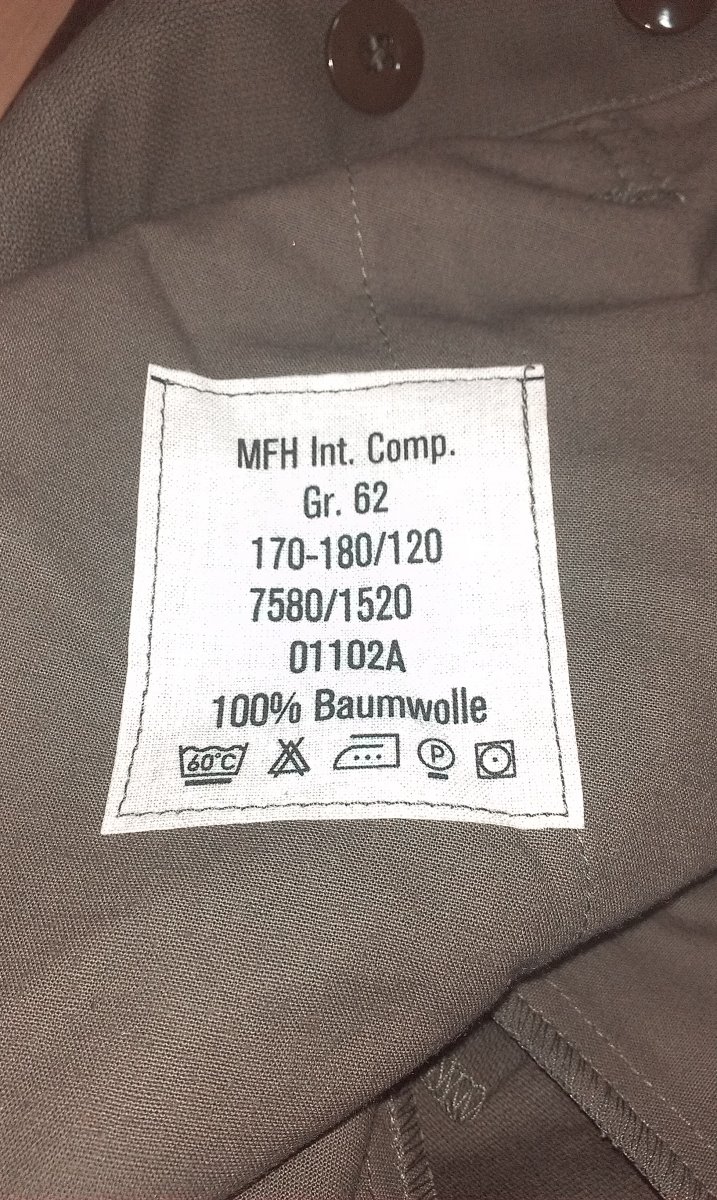 MFH Int. Comp.
Gr. 62
170-180/120
7580/1520
01102A
100% Baumwolle
60°C P